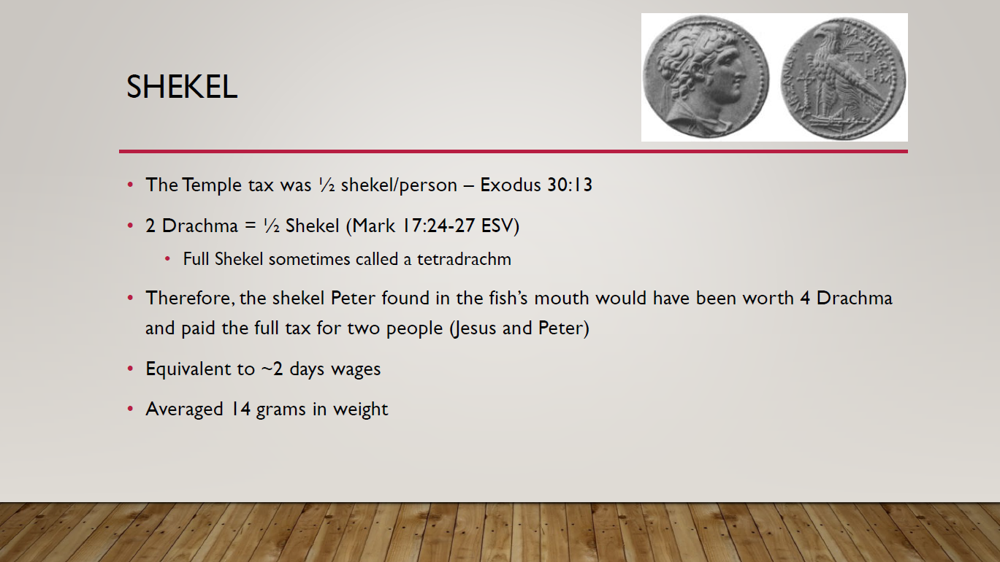 SHEKEL
ΑΛΕΞΑΝΔΡΟΥ ΒΑΣΙΛΕΩΣ
• The Temple tax was ½ shekel/person – Exodus 30:13
• 2 Drachma = ½ Shekel (Mark 17:24-27 ESV)
• Full Shekel sometimes called a tetradrachm
• Therefore, the shekel Peter found in the fish’s mouth would have been worth 4 Drachma
and paid the full tax for two people (Jesus and Peter)
• Equivalent to ~2 days wages
• Averaged 14 grams in weight